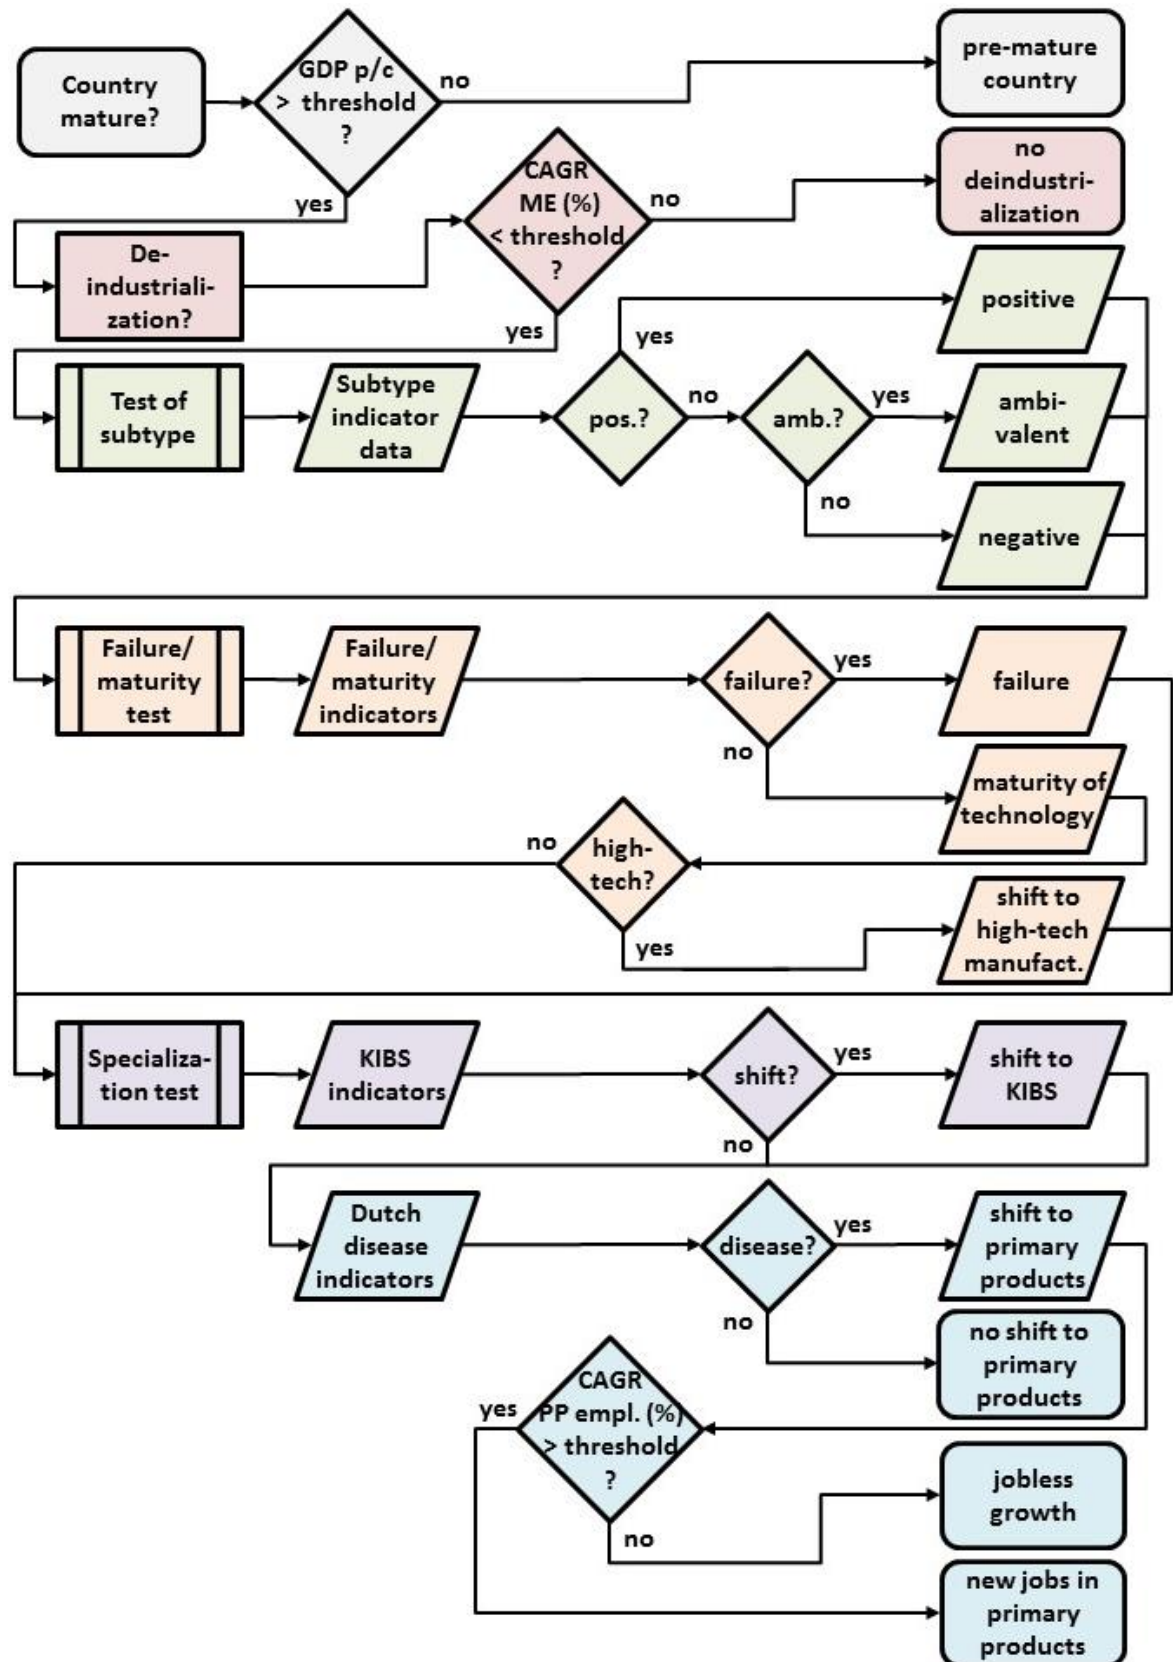 Country
mature?
GDP p/c
> threshold
?
no
pre-mature
country
yes
De-
industriali-
zation?
CAGR
ME (%)
< threshold
?
no
no
deindustri-
alization
yes
Test of
subtype
Subtype
indicator
data
pos.?
yes
positive
no
amb.?
yes
ambi-
valent
no
negative
Failure/
maturity
test
Failure/
maturity
indicators
failure?
yes
failure
no
maturity of
technology
high-
tech?
no
yes
shift to
high-tech
manufact.
Specializa-
tion test
KIBS
indicators
shift?
yes
shift to
KIBS
no
Dutch
disease
indicators
disease?
yes
shift to
primary
products
no
no shift to
primary
products
CAGR
PP empl. (%)
> threshold
?
yes
no
jobless
growth
new jobs in
primary
products